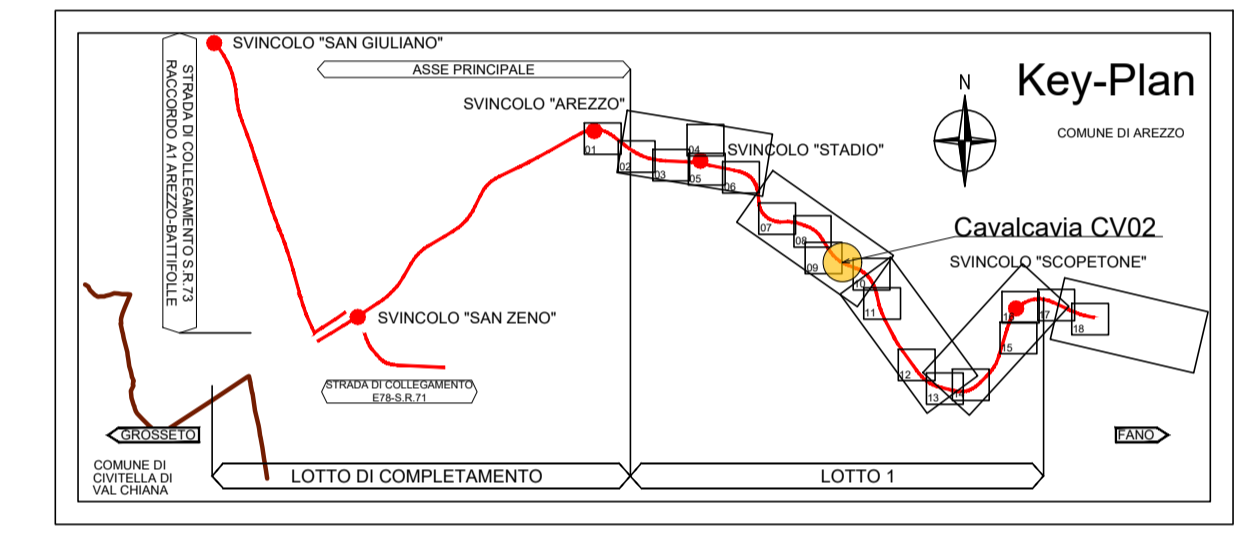 SVINCOLO "SAN GIULIANO"
STRADA DI COLLEGAMENTO S.R.73
RACCORDO A1 AREZZO-BATTIFOLLE
ASSE PRINCIPALE
SVINCOLO "AREZZO"
N
Key-Plan
COMUNE DI AREZZO
01
02
03
04
05
06
SVINCOLO "STADIO"
07
08
09
10
11
Cavalcavia CV02
SVINCOLO "SCOPETONE"
12
13
14
15
16
17
18
SVINCOLO "SAN ZENO"
STRADA DI COLLEGAMENTO
E78-S.R.71
GROSSETO
FANO
COMUNE DI
CIVITELLA DI
VAL CHIANA
LOTTO DI COMPLETAMENTO
LOTTO 1